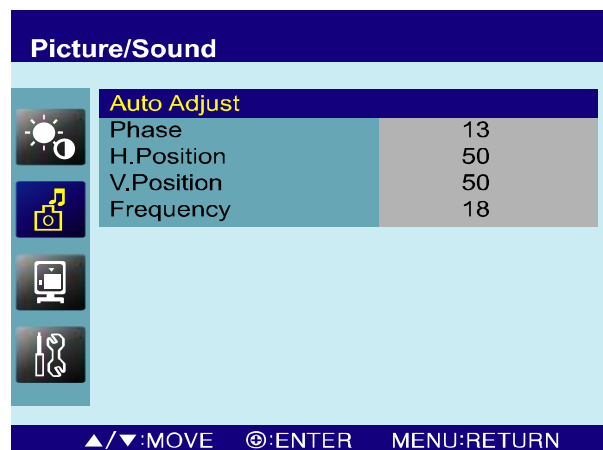 Picture/Sound
Auto Adjust
Phase 13
H.Position 50
V.Position 50
Frequency 18
▲/▼:MOVE ⊕:ENTER MENU:RETURN